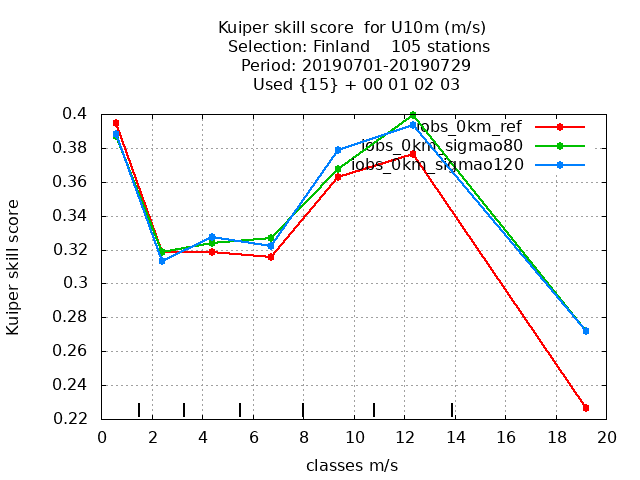 Kuiper skill score  for U10m (m/s)
Selection: Finland    105 stations
Period: 20190701-20190729
Used {15} + 00 01 02 03
iobs_0km_ref
iobs_0km_sigmao80
iobs_0km_sigmao120
Kuiper skill score
0.4
0.38
0.36
0.34
0.32
0.3
0.28
0.26
0.24
0.22
0 2 4 6 8 10 12 14 16 18 20
classes m/s